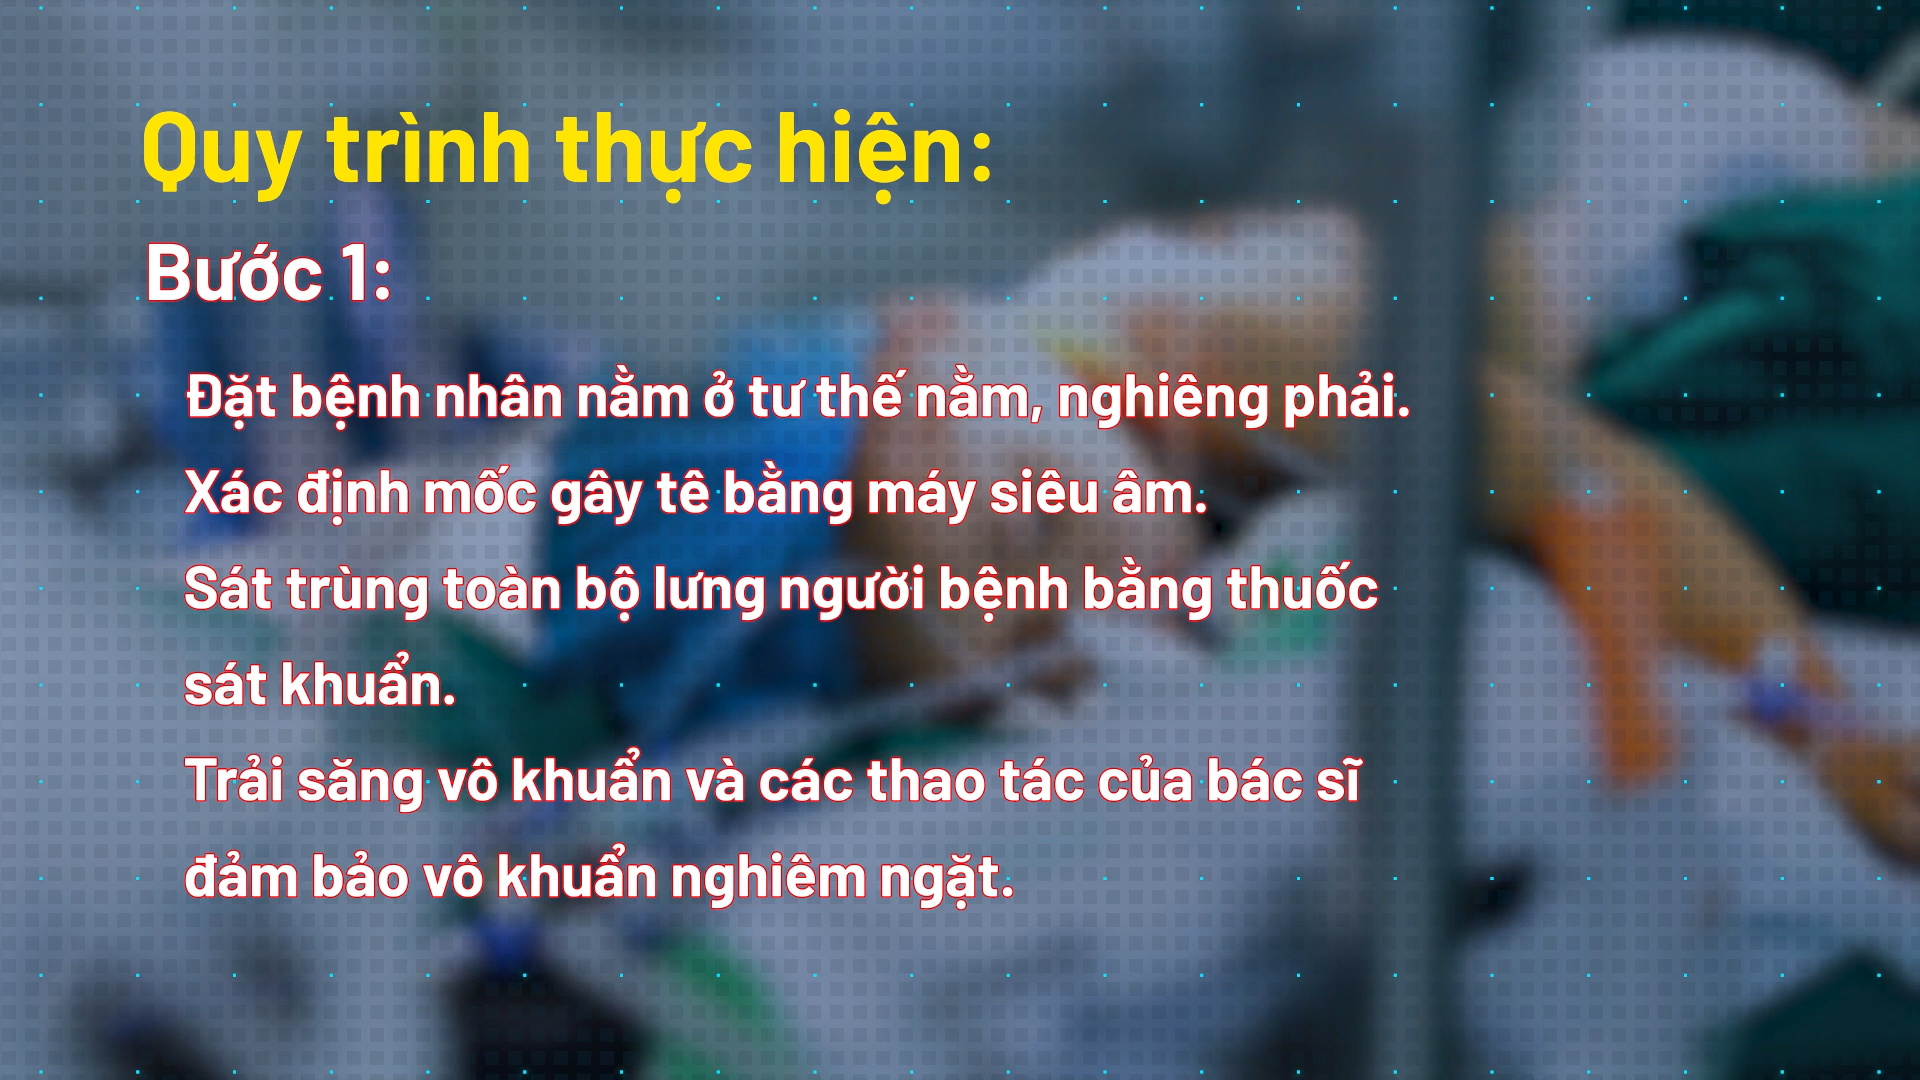 Quy trình thực hiện:
Bước 1:
Đặt bệnh nhân nằm ở tư thế nằm, nghiêng phải.
Xác định mốc gây tê bằng máy siêu âm.
Sát trùng toàn bộ lưng người bệnh bằng thuốc
sát khuẩn.
Trải săng vô khuẩn và các thao tác của bác sĩ
đảm bảo vô khuẩn nghiêm ngặt.